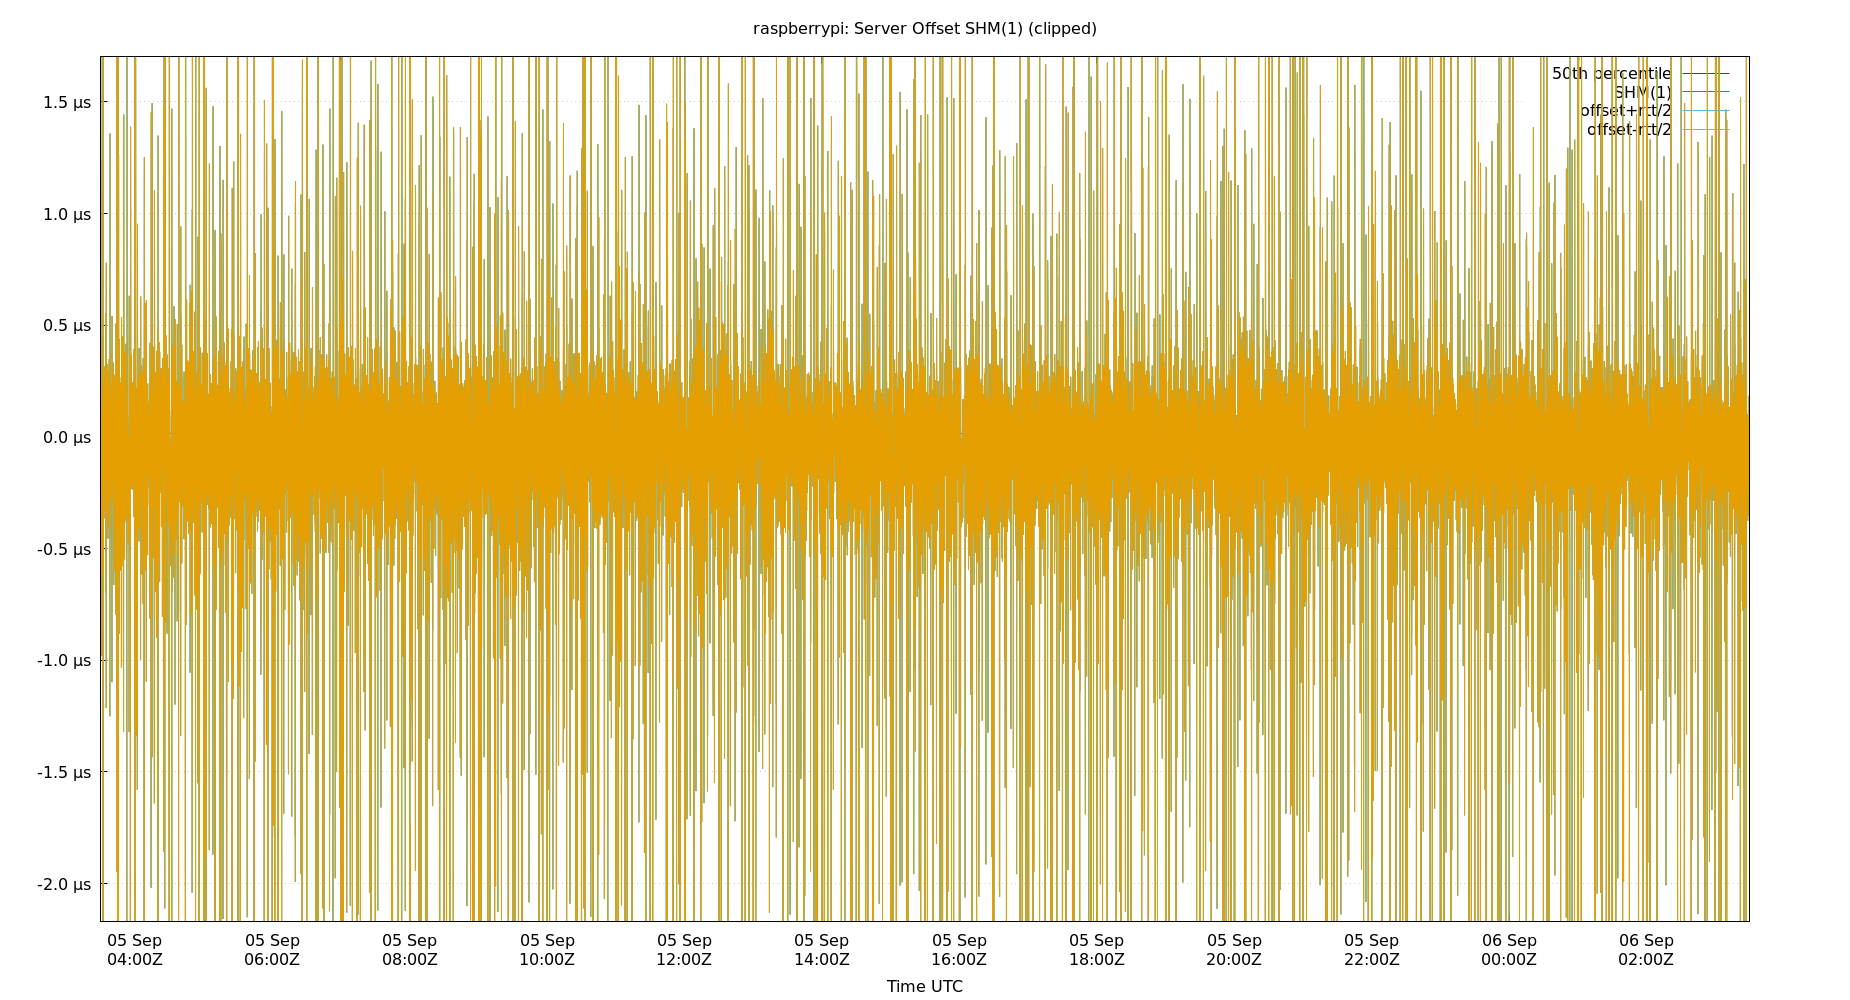 raspberrypi: Server Offset SHM(1) (clipped)
50th percentile
SHM(1)
offset+rtt/2
offset-rtt/2
1.5 µs
1.0 µs
0.5 µs
0.0 µs
-0.5 µs
-1.0 µs
-1.5 µs
-2.0 µs
05 Sep 05 Sep 05 Sep 05 Sep 05 Sep 05 Sep 05 Sep 05 Sep 05 Sep 05 Sep 06 Sep 06 Sep
04:00Z 06:00Z 08:00Z 10:00Z 12:00Z 14:00Z 16:00Z 18:00Z 20:00Z 22:00Z 00:00Z 02:00Z
Time UTC